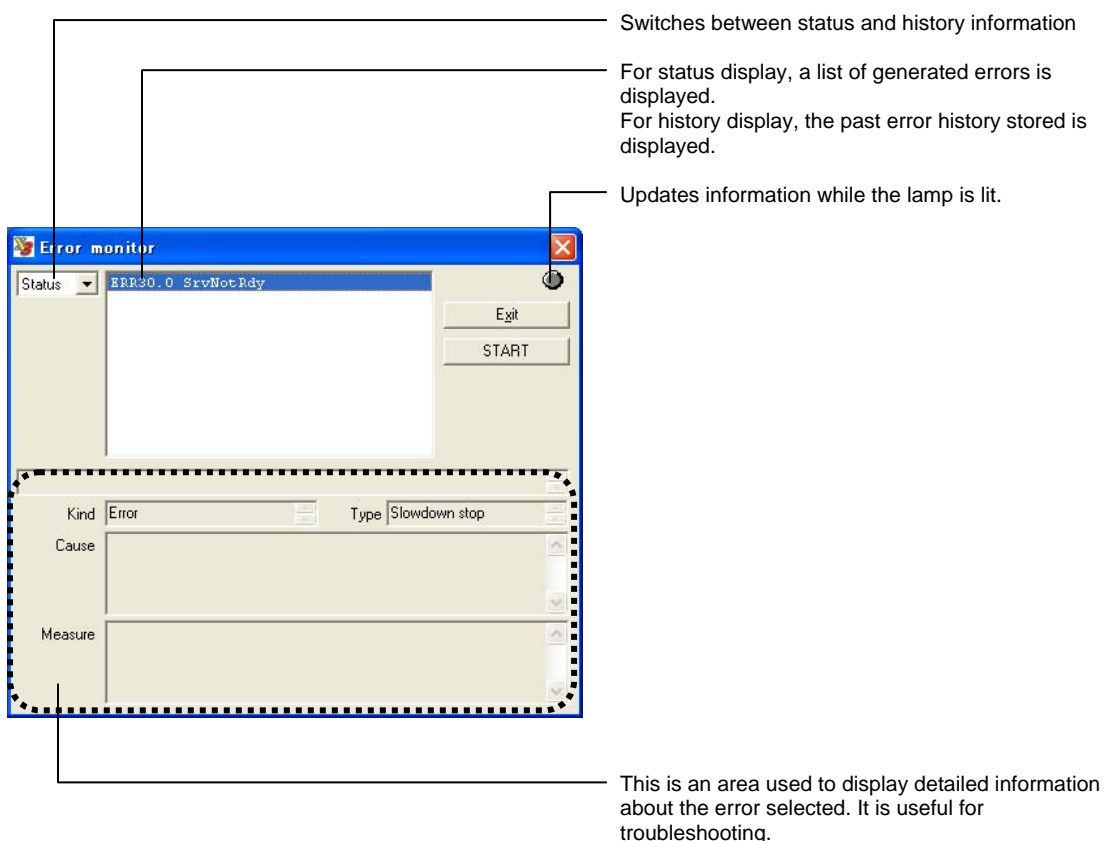 Switches between status and history information
For status display, a list of generated errors is
displayed.
For history display, the past error history stored is
displayed.
Updates information while the lamp is lit.
Error monitor
Status
ERR30.0 SrvNotRdy
Exit
START
Kind
Error
Type
Slowdown stop
Cause
Measure
This is an area used to display detailed information
about the error selected. It is useful for
troubleshooting.